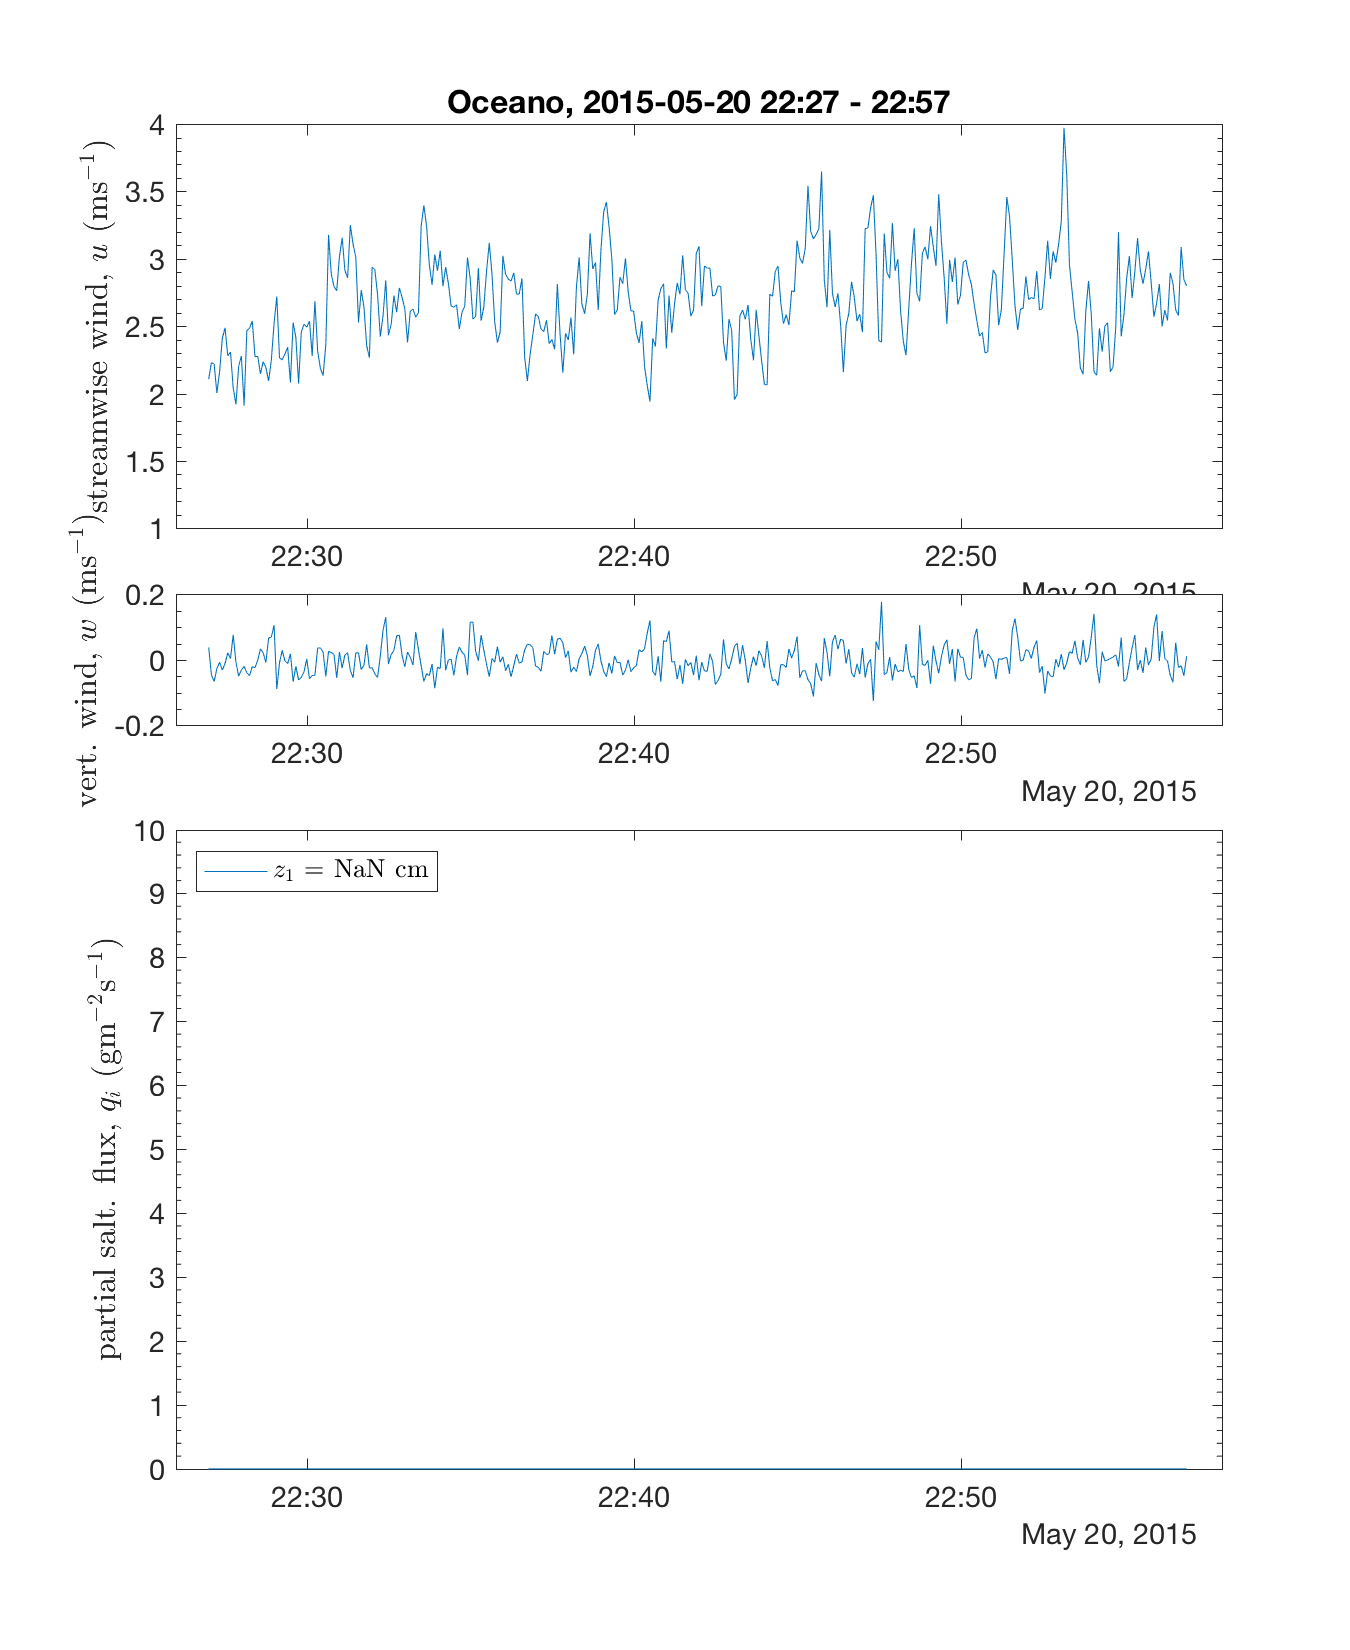 Oceano, 2015-05-20 22:27 - 22:57
streamwise wind, u (ms⁻¹)
4
3.5
3
2.5
2
1.5
1
22:30 22:40 22:50
May 20, 2015
vert. wind, w (ms⁻¹)
0.2
0
-0.2
22:30 22:40 22:50
May 20, 2015
partial salt. flux, qᵢ (gm⁻²s⁻¹)
10
9
8
7
6
5
4
3
2
1
0
z₁ = NaN cm
22:30 22:40 22:50
May 20, 2015